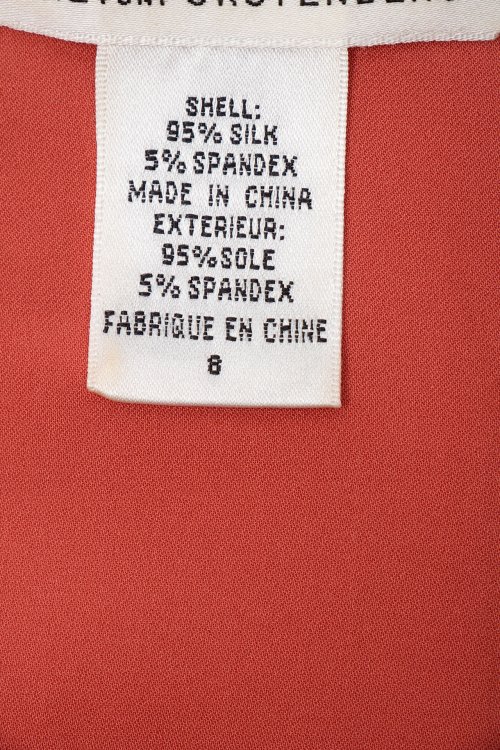 SHELL:
95% SILK
5% SPANDEX
MADE IN CHINA
EXTERIEUR:
95% SOLE
5% SPANDEX
FABRIQUE EN CHINE
8